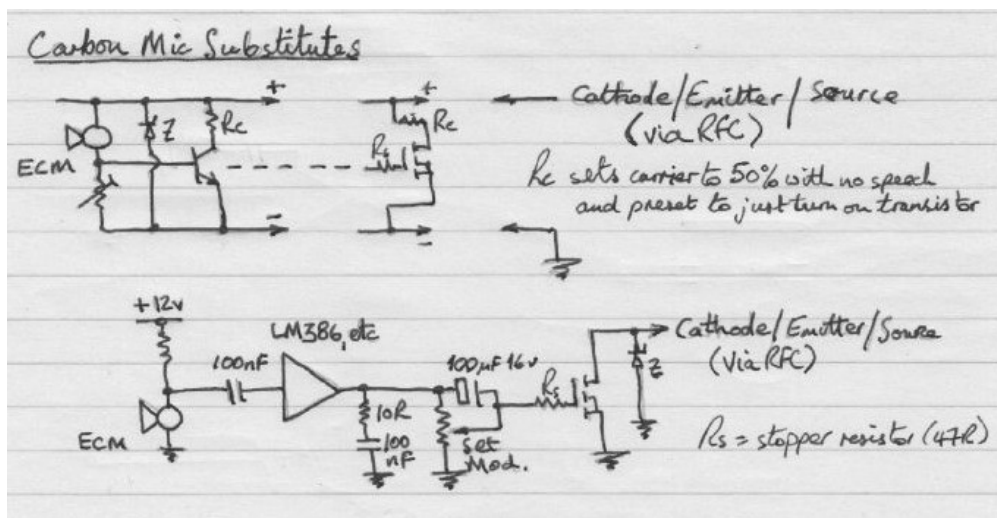 Carbon Mic Substitutes
+
+
Cathode/Emitter/Source
(via RFC)
Z
Rc
Rc
ECM
Rs
Rc sets carrier to 50% with no speech
and preset to just turn on transistor
-
-
+12v
LM386, etc
100nF
100µF 16v
Rs
Cathode/Emitter/Soure
(Via RFC)
Z
10R
ECM
100
nF
Set
Mod.
Rs = stopper resistor (47R)